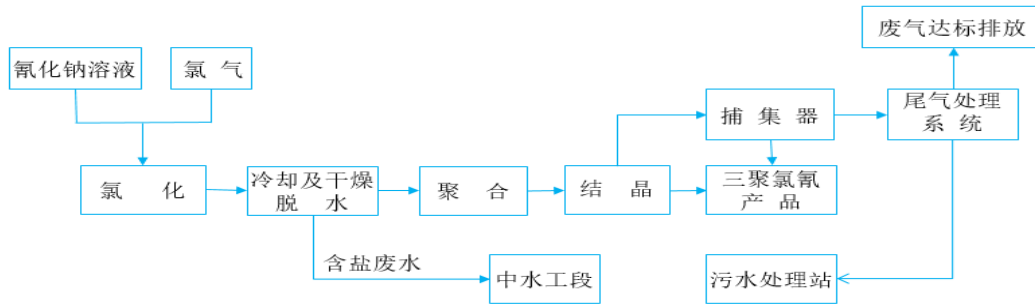 废气达标排放
氰化钠溶液
氯 气
捕 集 器
尾气处理
系 统
氯 化
冷却及干燥
脱 水
聚 合
结 晶
三聚氯氰
产 品
含盐废水
中水工段
污水处理站